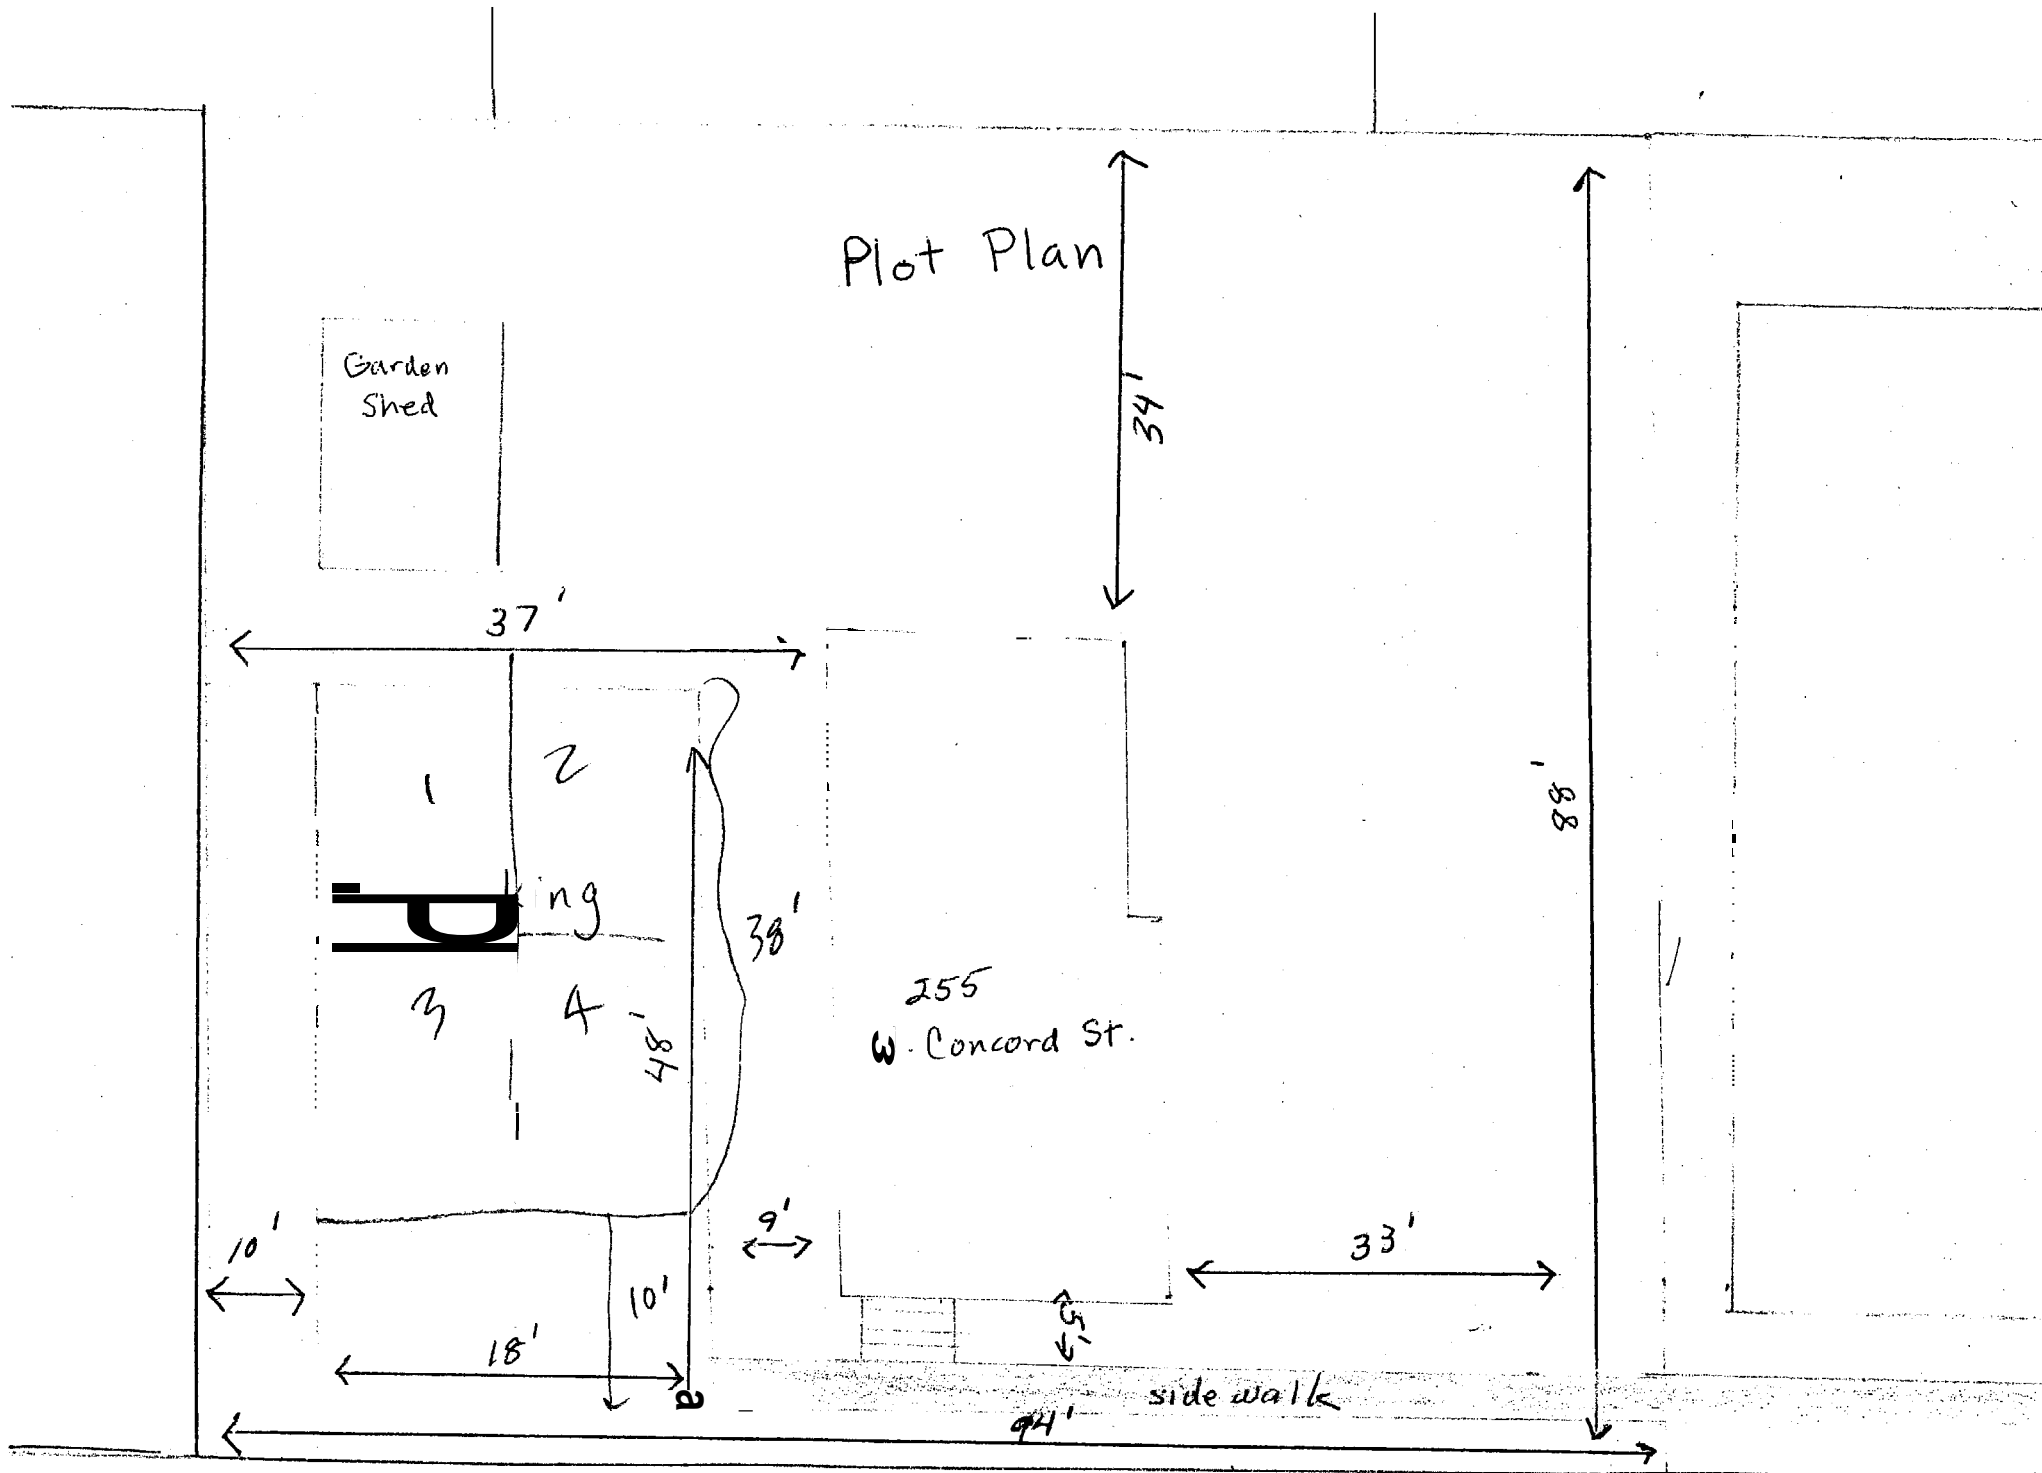 Plot Plan
Garden
Shed
34'
37'
88'
1
2
king
3
4
38'
48'
255
W. Concord St.
10'
9'
33'
10'
5'
18'
a
side walk
94'